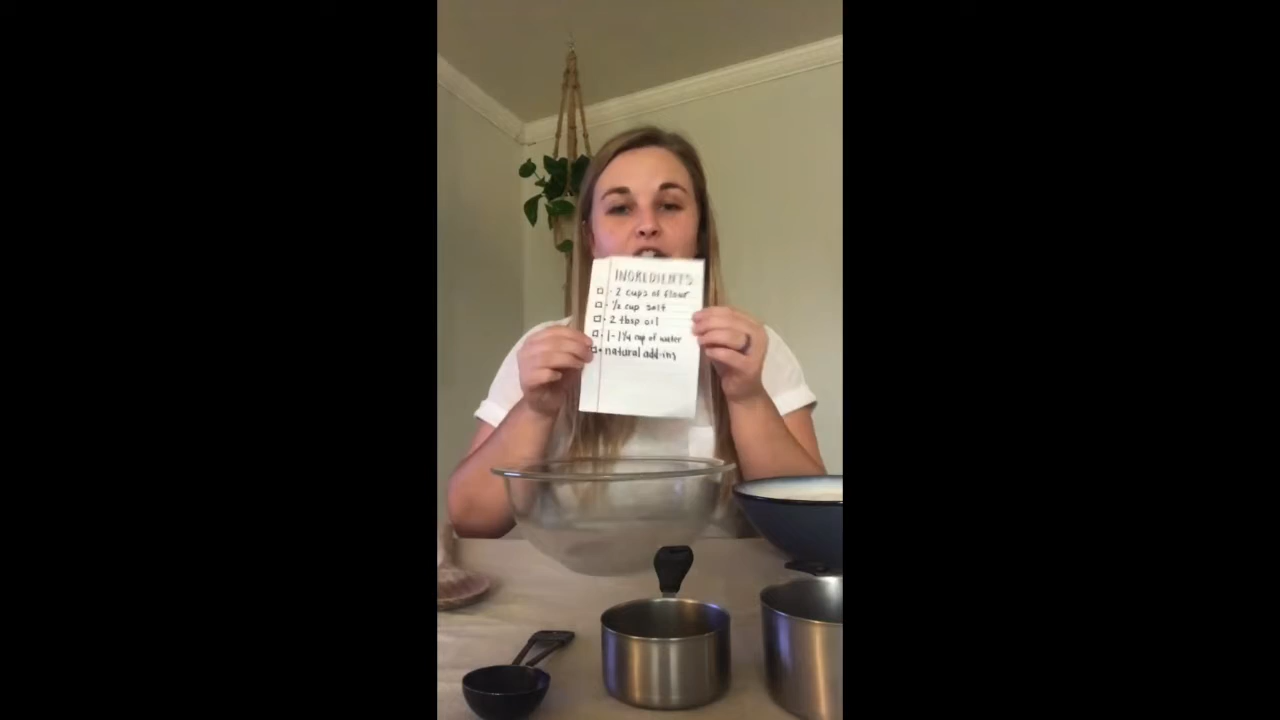 INGREDIENTS
2 cups of flour
½ cup salt
2 tbsp oil
1-1¼ cup of water
natural add-ins